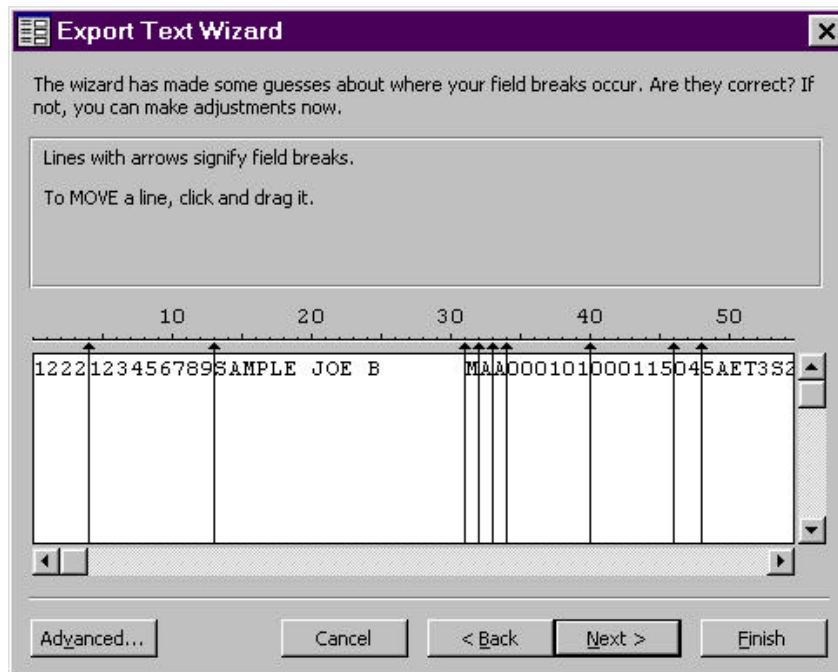 Export Text Wizard
The wizard has made some guesses about where your field breaks occur. Are they correct? If
not, you can make adjustments now.
Lines with arrows signify field breaks.
To MOVE a line, click and drag it.
10 20 30 40 50
1222123456789SAMPLE JOE B      MAA000101000115045AET3S2
Advanced... Cancel < Back Next > Finish